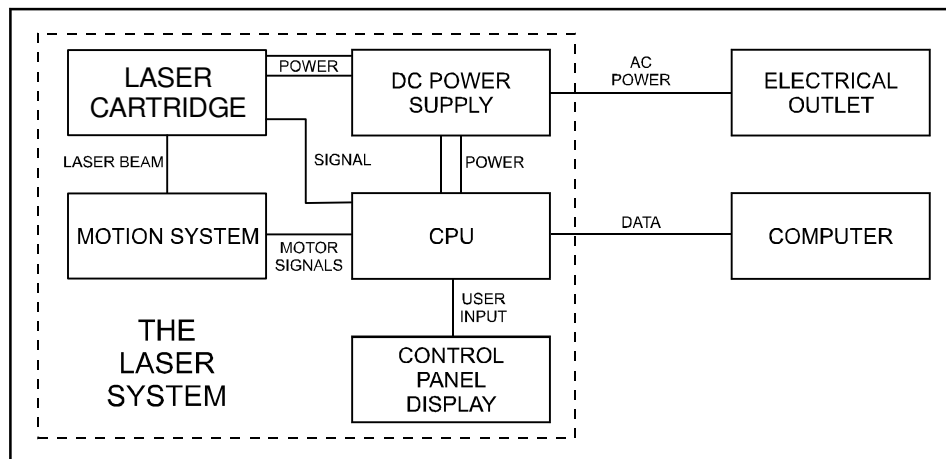 LASER
CARTRIDGE
POWER
DC POWER
SUPPLY
AC
POWER
ELECTRICAL
OUTLET
LASER BEAM
SIGNAL
POWER
MOTION SYSTEM
MOTOR
SIGNALS
CPU
DATA
COMPUTER
USER
INPUT
THE
LASER
SYSTEM
CONTROL
PANEL
DISPLAY